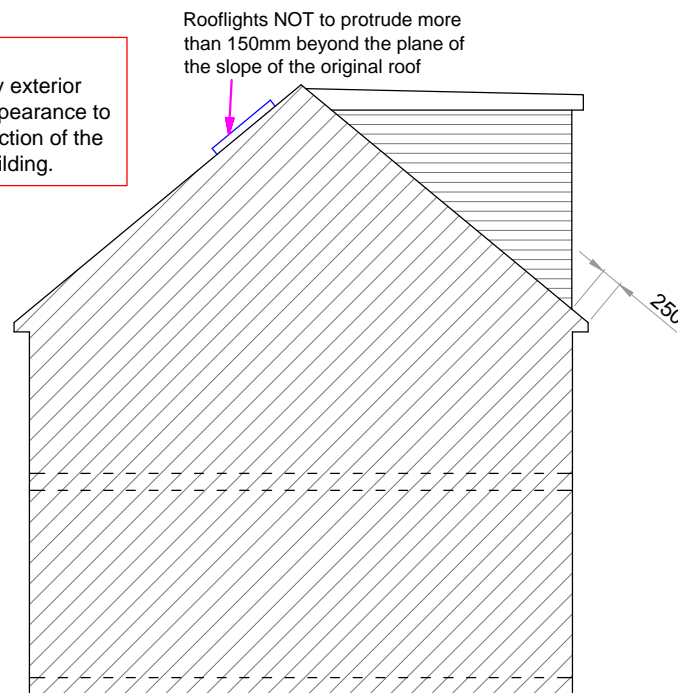 Rooflights NOT to protrude more
than 150mm beyond the plane of
the slope of the original roof
exterior
pearance to
ction of the
ilding.
250